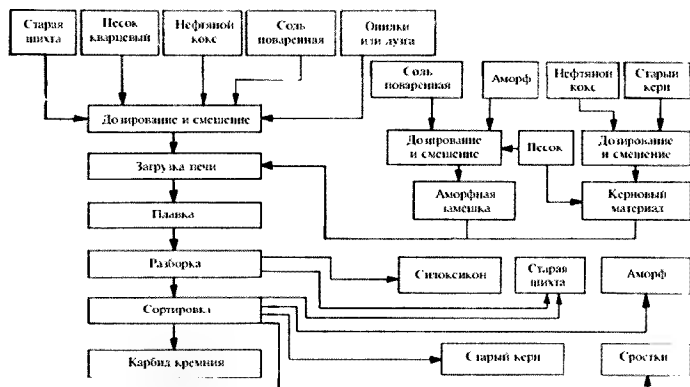 Старая
шихта
Песок
кварцевый
Нефтяной
кокс
Соль
поваренная
Опилки
или лузга
Соль
поваренная
Аморф
Нефтяной
кокс
Старый
керн
Дозирование и смешение
Дозирование
и смешение
Песок
Дозирование
и смешение
Загрузка печи
Аморфная
замешка
Керновый
материал
Плавка
Разборка
Силоксикон
Старая
шихта
Аморф
Сортировка
Карбид кремния
Старый керн
Сростки